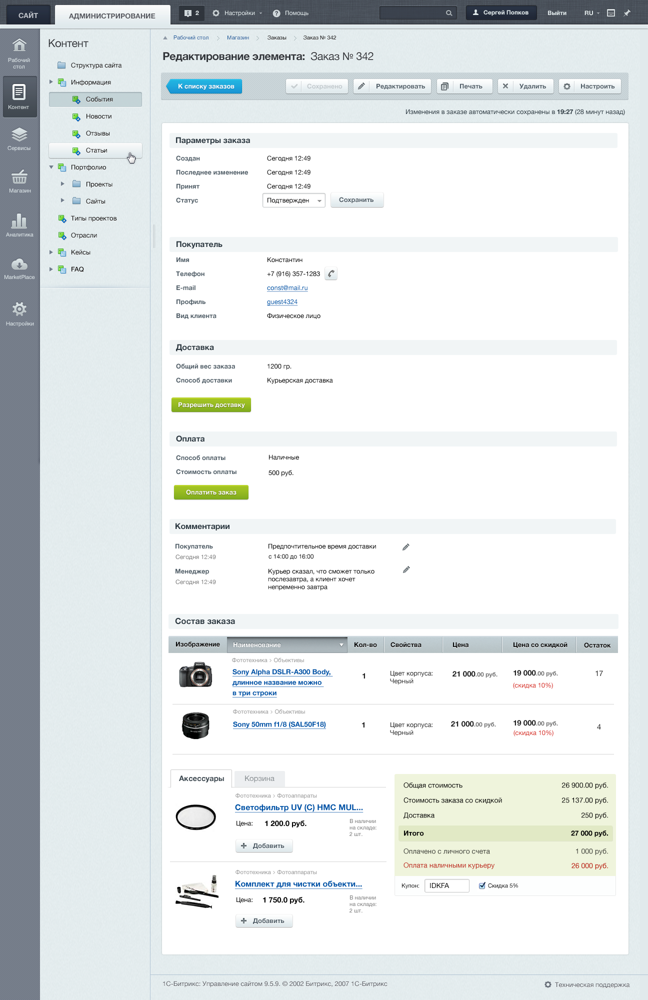 САЙТ
АДМИНИСТРИРОВАНИЕ
2
Настройки
Помощь
Сергей Попков
Выйти
RU
Рабочий стол
Контент
Сервисы
Магазин
Аналитика
MarketPlace
Настройки
Контент
Структура сайта
Информация
События
Новости
Отзывы
Статьи
Портфолио
Проекты
Сайты
Типы проектов
Отрасли
Кейсы
FAQ
Рабочий стол
Магазин
Заказы
Заказ № 342
Редактирование элемента: Заказ № 342
К списку заказов
Сохранено
Редактировать
Печать
Удалить
Настроить
Изменения в заказе автоматически сохранены в 19:27 (28 минут назад)
Параметры заказа
Создан Сегодня 12:49
Последнее изменение Сегодня 12:49
Принят Сегодня 12:49
Статус Подтвержден Сохранить
Покупатель
Имя Константин
Телефон +7 (916) 357-1283
E-mail const@mail.ru
Профиль guest4324
Вид клиента Физическое лицо
Доставка
Общий вес заказа 1200 гр.
Способ доставки Курьерская доставка
Разрешить доставку
Оплата
Способ оплаты Наличные
Стоимость оплаты 500 руб.
Оплатить заказ
Комментарии
Покупатель Предпочтительное время доставки
Сегодня 12:49 с 14:00 до 16:00
Менеджер Курьер сказал, что сможет только
Сегодня 12:49 послезавтра, а клиент хочет
непременно завтра
Состав заказа
Изображение Наименование Кол-во Свойства Цена Цена со скидкой Остаток
Фототехника > Объективы
Sony Alpha DSLR-A300 Body,
длинное название можно
в три строки
1
Цвет корпуса:
Черный
21 000.00 руб.
19 000.00 руб.
(скидка 10%)
17
Фототехника > Объективы
Sony 50mm f1/8 (SAL50F18)
1
Цвет корпуса:
Черный
21 000.00 руб.
19 000.00 руб.
(скидка 10%)
4
Аксессуары
Корзина
Фототехника > Фотоаппараты
Светофильтр UV (C) HMC MUL...
Цена: 1 200.0 руб.
В наличии
на складе:
2 шт.
Добавить
Фототехника > Фотоаппараты
Комплект для чистки объекти...
Цена: 1 750.0 руб.
В наличии
на складе:
2 шт.
Добавить
Общая стоимость 26 900.00 руб.
Стоимость заказа со скидкой 25 137.00 руб.
Доставка 250 руб.
Итого 27 000 руб.
Оплачено с личного счета 1 000 руб.
Оплата наличными курьеру 26 000 руб.
Купон: IDKFA Скидка 5%
1С-Битрикс: Управление сайтом 9.5.9. © 2002 Битрикс, 2007 1С-Битрикс
Техническая поддержка